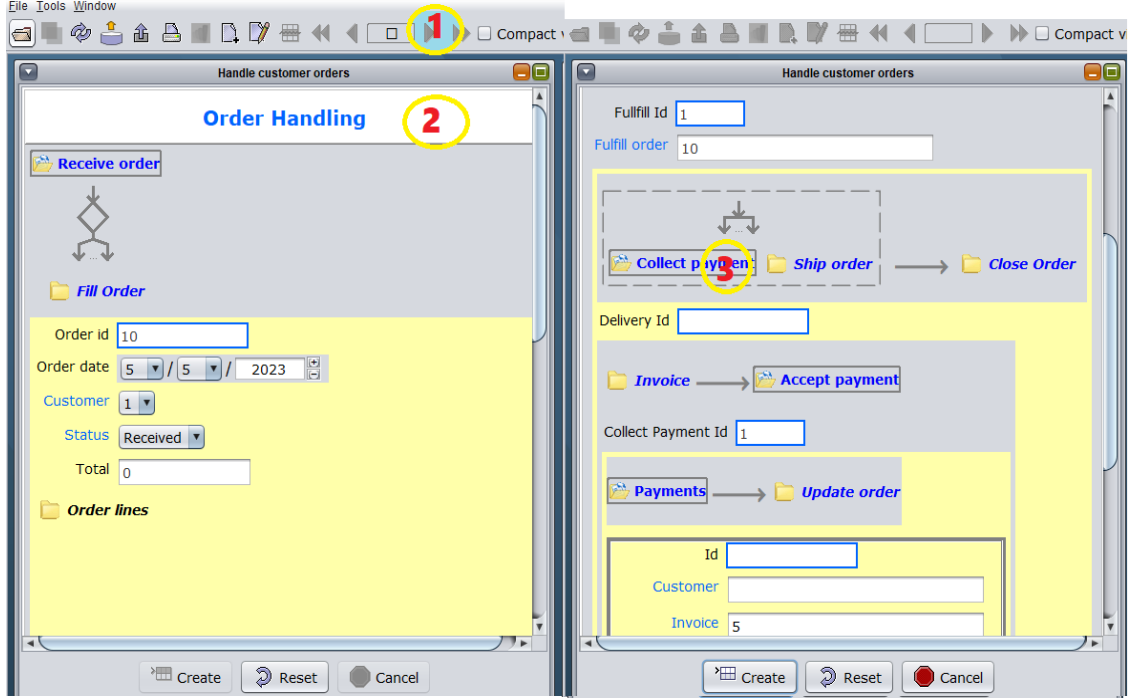 File Tools Window
1
Compact v
Compact v
Handle customer orders
Order Handling
2
Receive order
...
Fill Order
Order id 10
Order date 5 / 5 / 2023
Customer 1
Status Received
Total 0
Order lines
Create Reset Cancel
Handle customer orders
Fullfill Id 1
Fulfill order 10
...
Collect payment Ship order Close Order
3
Delivery Id
Invoice Accept payment
Collect Payment Id 1
Payments Update order
Id
Customer
Invoice 5
Create Reset Cancel